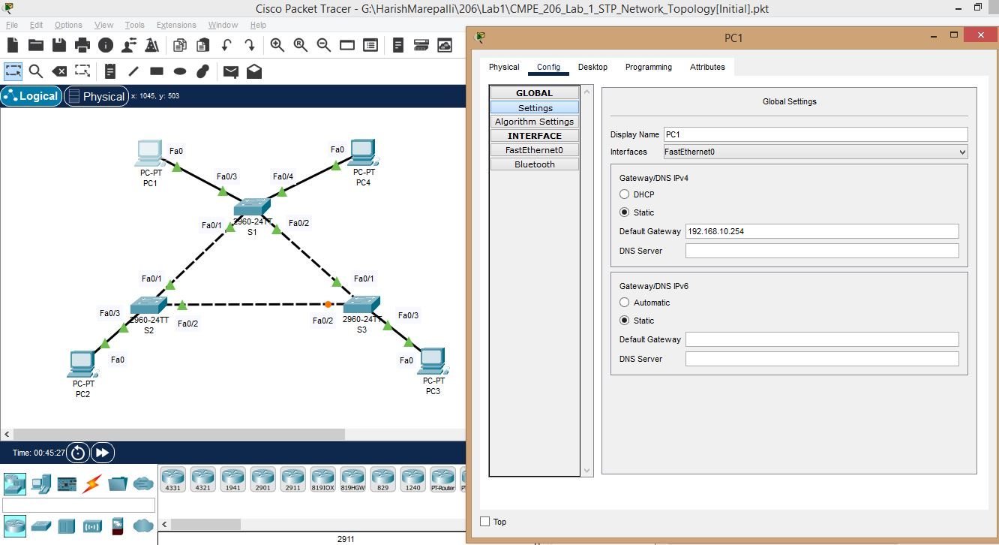 Cisco Packet Tracer - G:\HarishMarepalli\206\Lab1\CMPE_206_Lab_1_STP_Network_Topology[Initial].pkt
File Edit Options View Tools Extensions Window Help
Logical Physical x: 1045, y: 503
Fa0 Fa0
PC-PT
PC1
PC-PT
PC4
Fa0/3 Fa0/4
Fa0/1 2960-24TT Fa0/2
S1
Fa0/1 Fa0/1
Fa0/3 2960-24TT Fa0/2
S2
Fa0/2 2960-24TT Fa0/3
S3
Fa0 Fa0
PC-PT
PC2
PC-PT
PC3
Time: 00:45:27
4331 4321 1941 2901 2911 819IOX 819HGW 829 1240 PT-Router
2911
PC1
Physical Config Desktop Programming Attributes
GLOBAL
Settings
Algorithm Settings
INTERFACE
FastEthernet0
Bluetooth
Global Settings
Display Name PC1
Interfaces FastEthernet0
Gateway/DNS IPv4
DHCP
Static
Default Gateway 192.168.10.254
DNS Server
Gateway/DNS IPv6
Automatic
Static
Default Gateway
DNS Server
Top